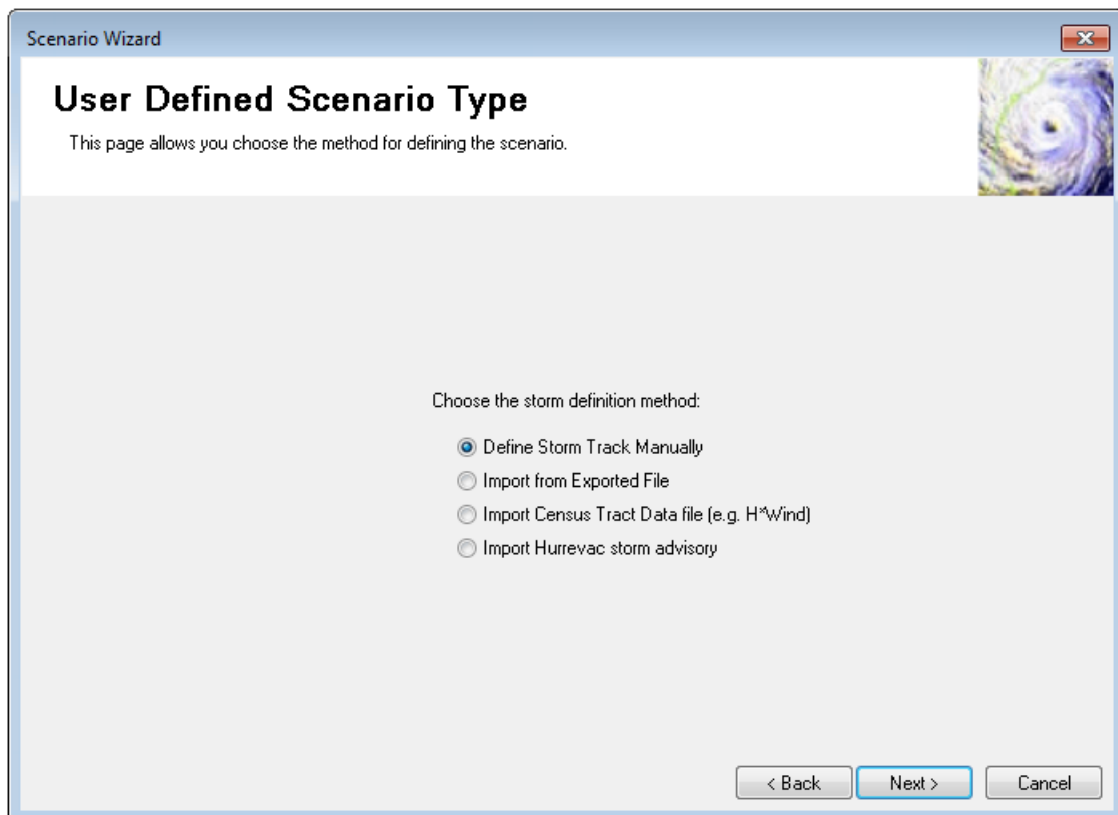 Scenario Wizard
User Defined Scenario Type
This page allows you choose the method for defining the scenario.
Choose the storm definition method:
Define Storm Track Manually
Import from Exported File
Import Census Tract Data file (e.g. H*Wind)
Import Hurrevac storm advisory
< Back Next > Cancel